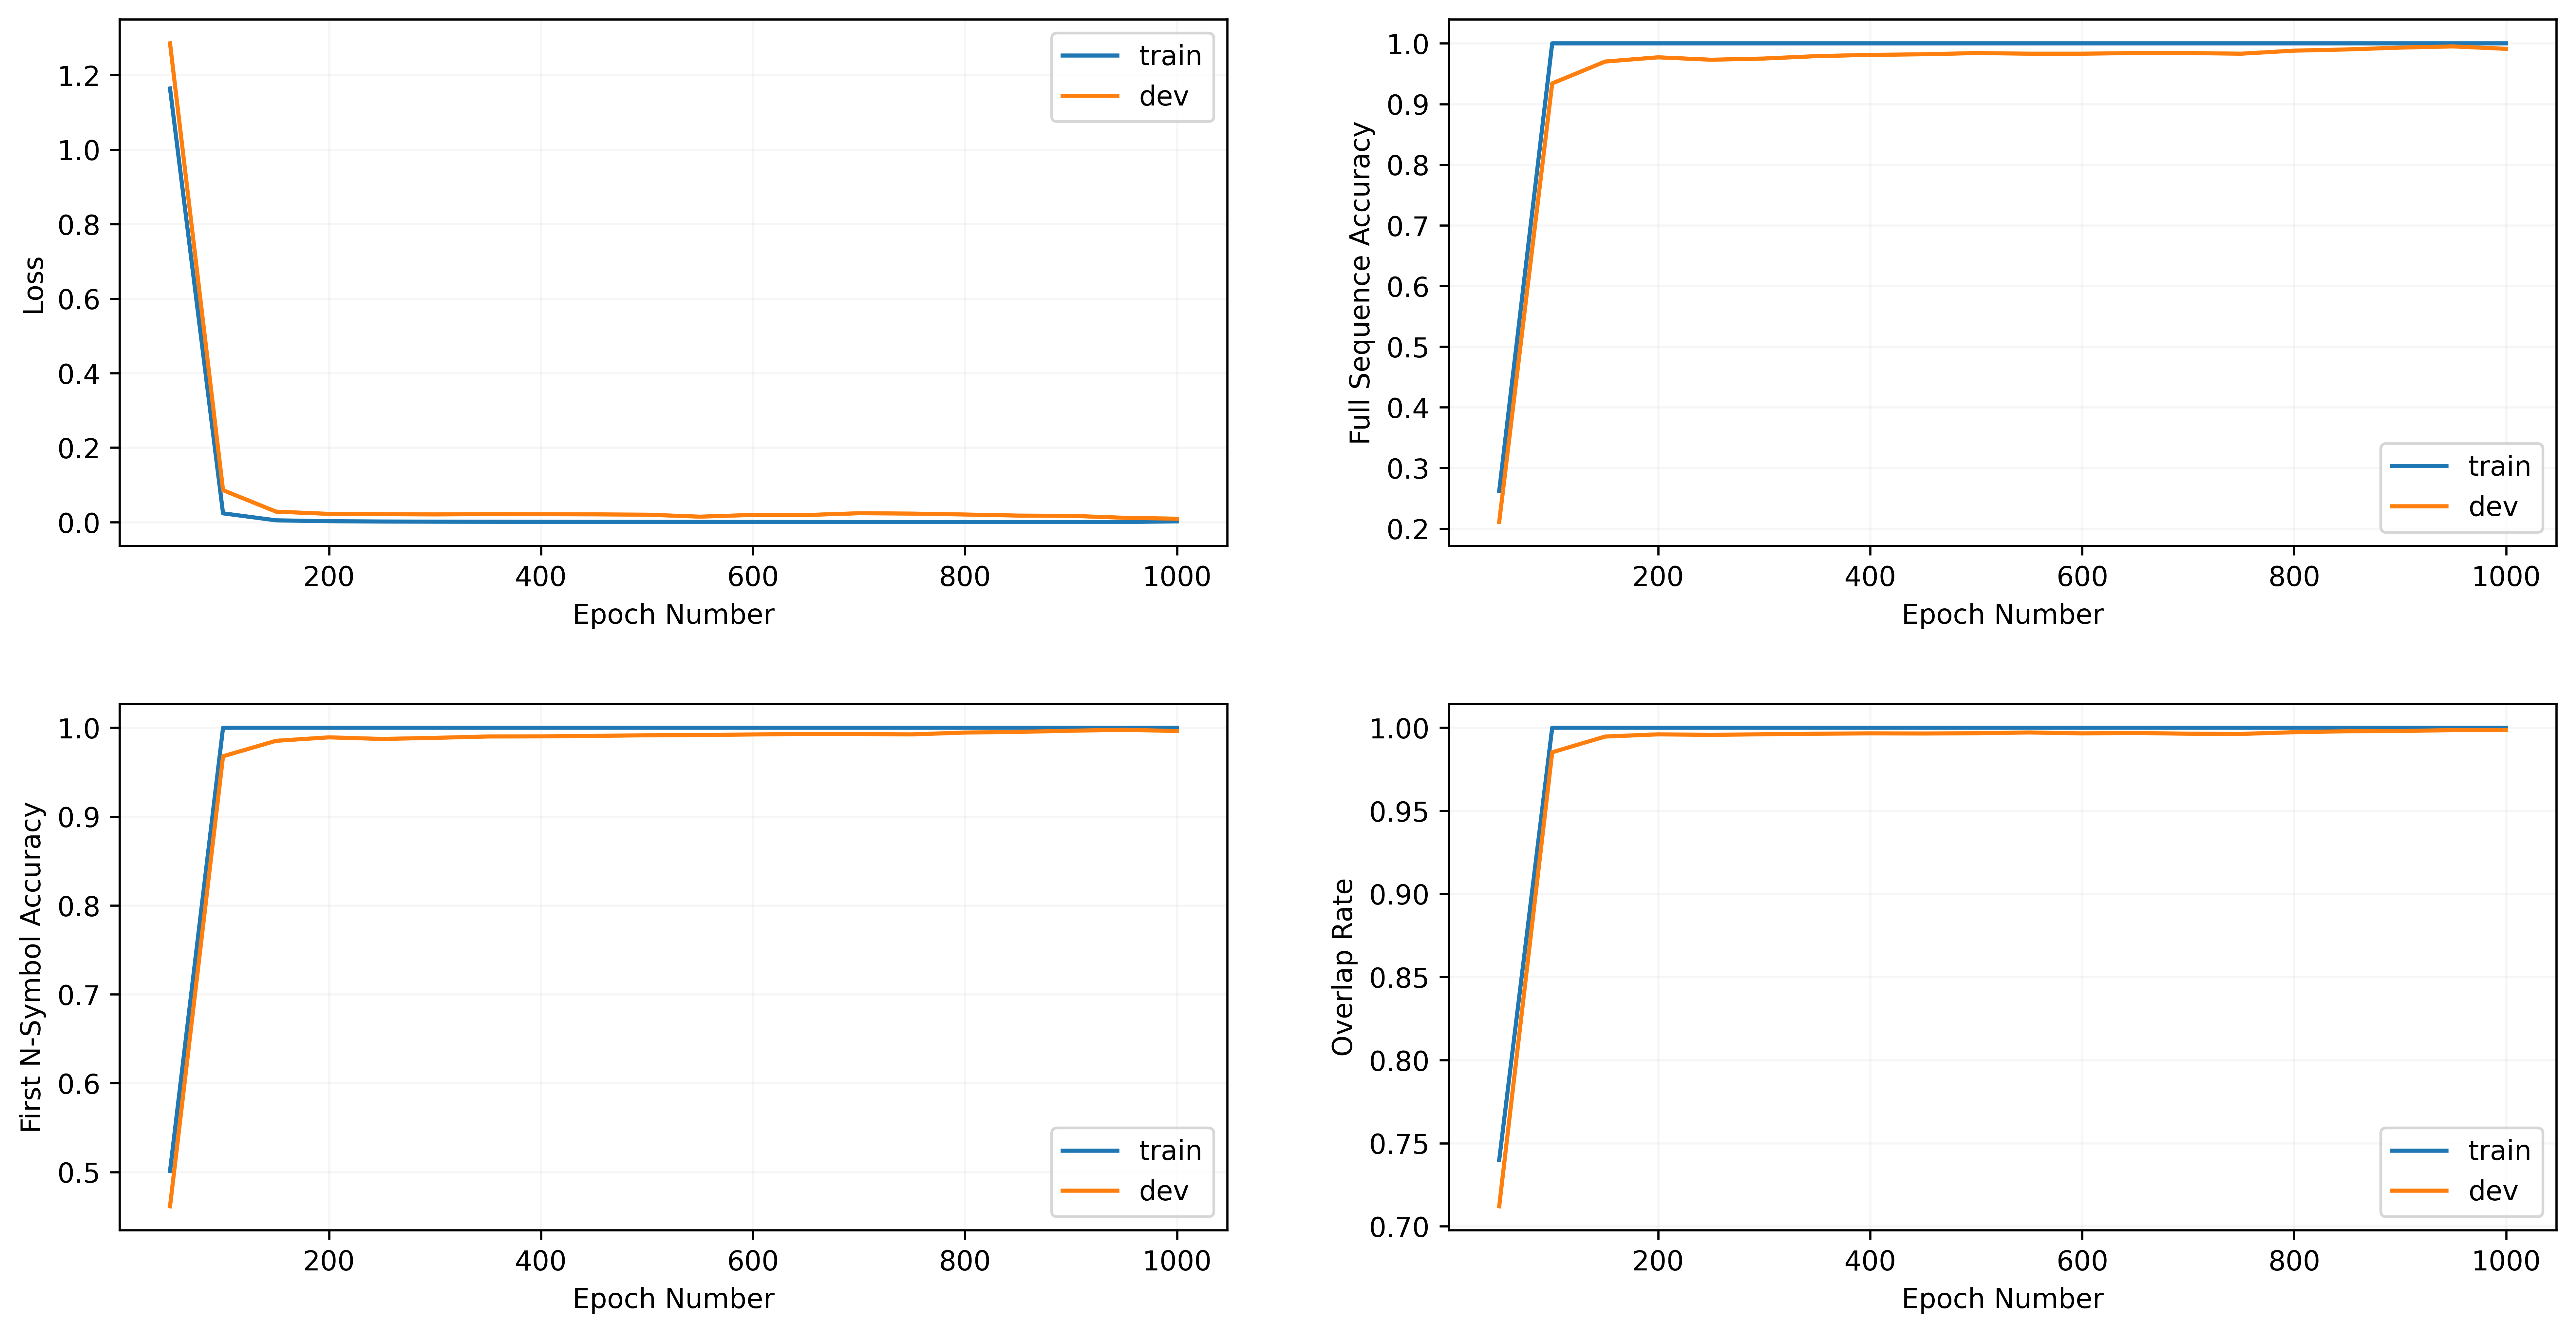 1.2
1.0
0.8
0.6
0.4
0.2
0.0
Loss
train
dev
200 400 600 800 1000
Epoch Number
1.0
0.9
0.8
0.7
0.6
0.5
0.4
0.3
0.2
Full Sequence Accuracy
train
dev
200 400 600 800 1000
Epoch Number
1.0
0.9
0.8
0.7
0.6
0.5
First N-Symbol Accuracy
train
dev
200 400 600 800 1000
Epoch Number
1.00
0.95
0.90
0.85
0.80
0.75
0.70
Overlap Rate
train
dev
200 400 600 800 1000
Epoch Number